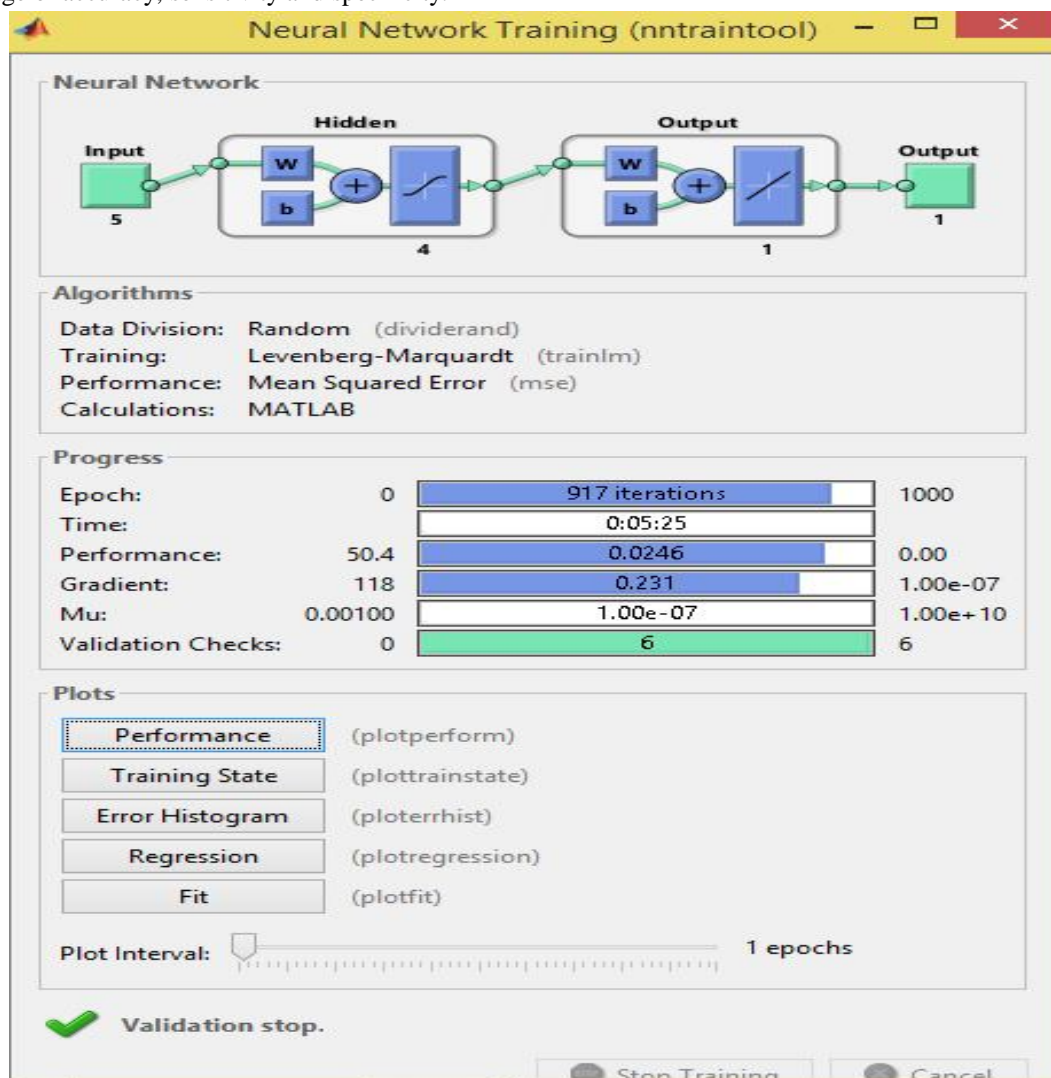 Neural Network Training (nntraintool)
Neural Network
Hidden Output
Input Output
W W
b b
5 1
4 1
Algorithms
Data Division: Random (dividerand)
Training: Levenberg-Marquardt (trainlm)
Performance: Mean Squared Error (mse)
Calculations: MATLAB
Progress
Epoch: 0 917 iterations 1000
Time: 0:05:25
Performance: 50.4 0.0246 0.00
Gradient: 118 0.231 1.00e-07
Mu: 0.00100 1.00e-07 1.00e+10
Validation Checks: 0 6 6
Plots
Performance (plotperform)
Training State (plottrainstate)
Error Histogram (ploterrhist)
Regression (plotregression)
Fit (plotfit)
Plot Interval: 1 epochs
Validation stop.
Stop Training Cancel